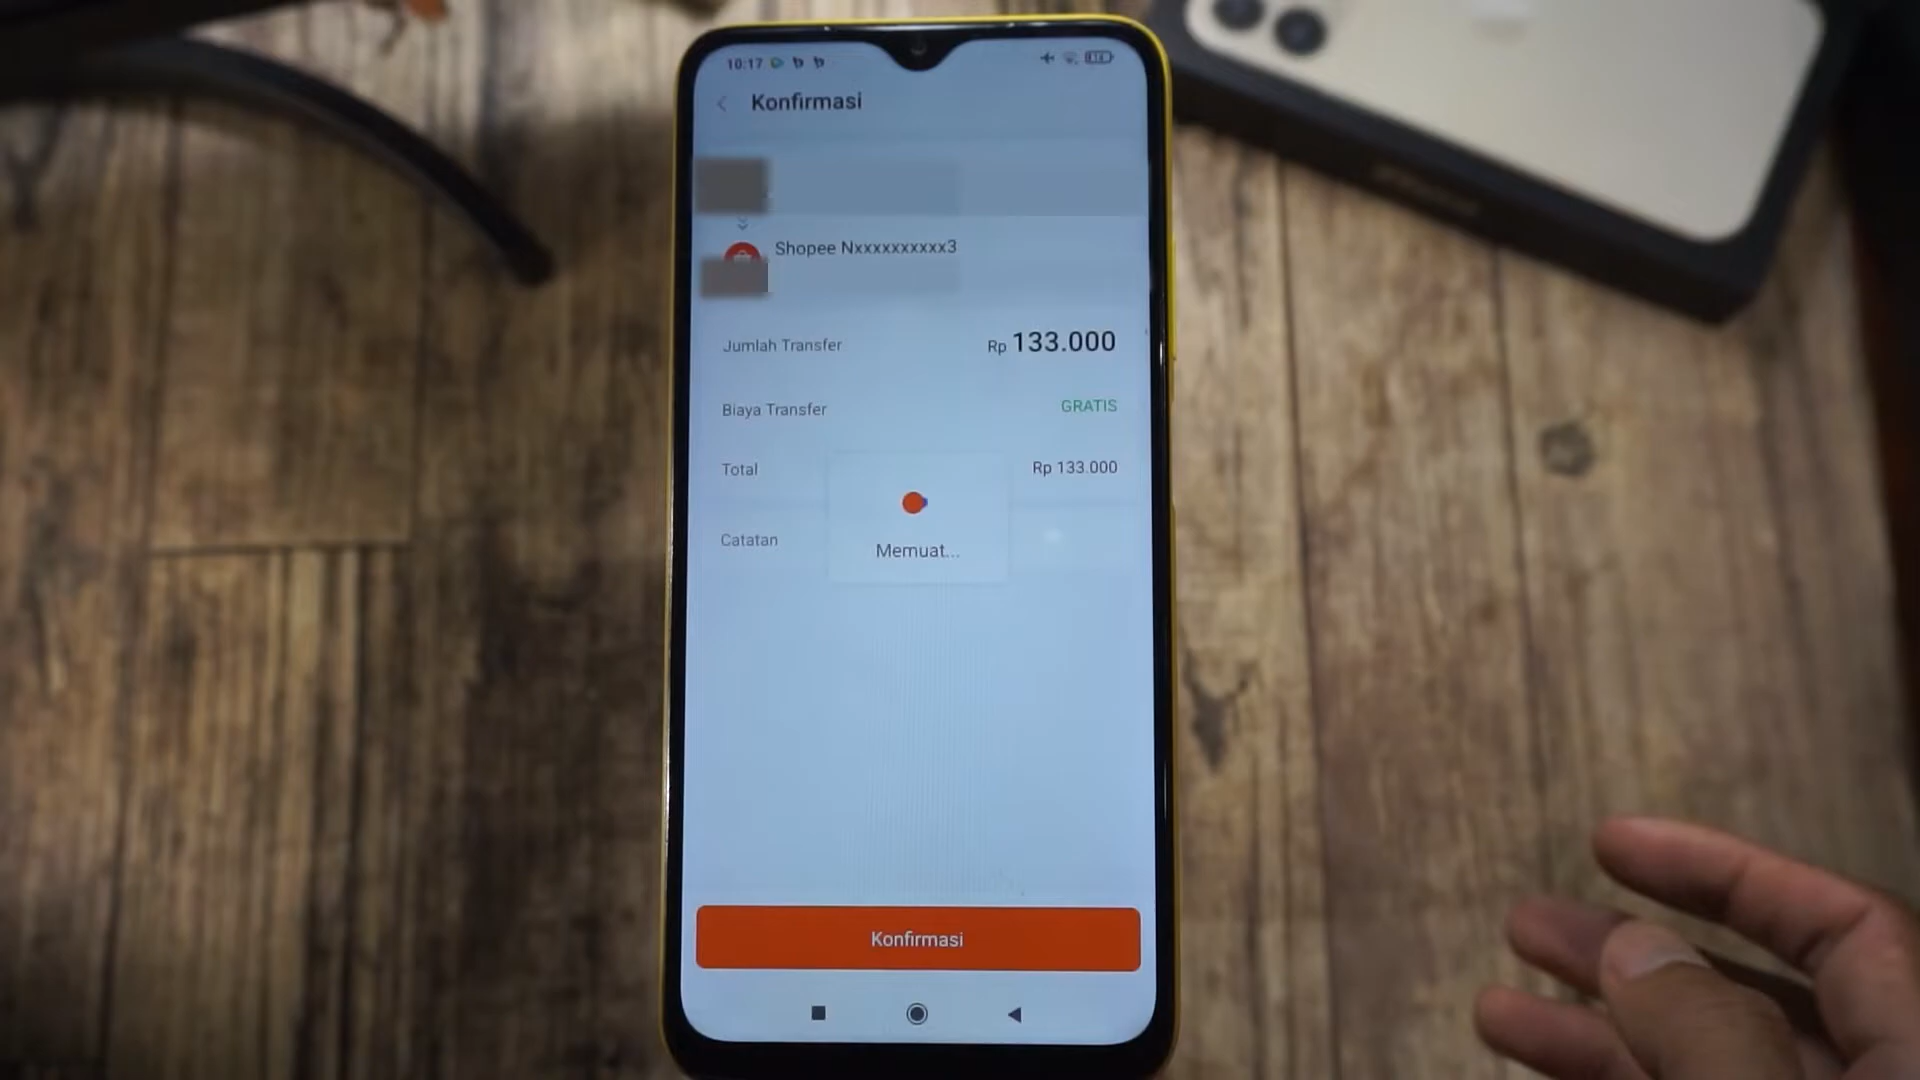 10:17
Konfirmasi
Shopee Nxxxxxxxxxx3
Jumlah Transfer Rp 133.000
Biaya Transfer GRATIS
Total Rp 133.000
Memuat...
Catatan
Konfirmasi